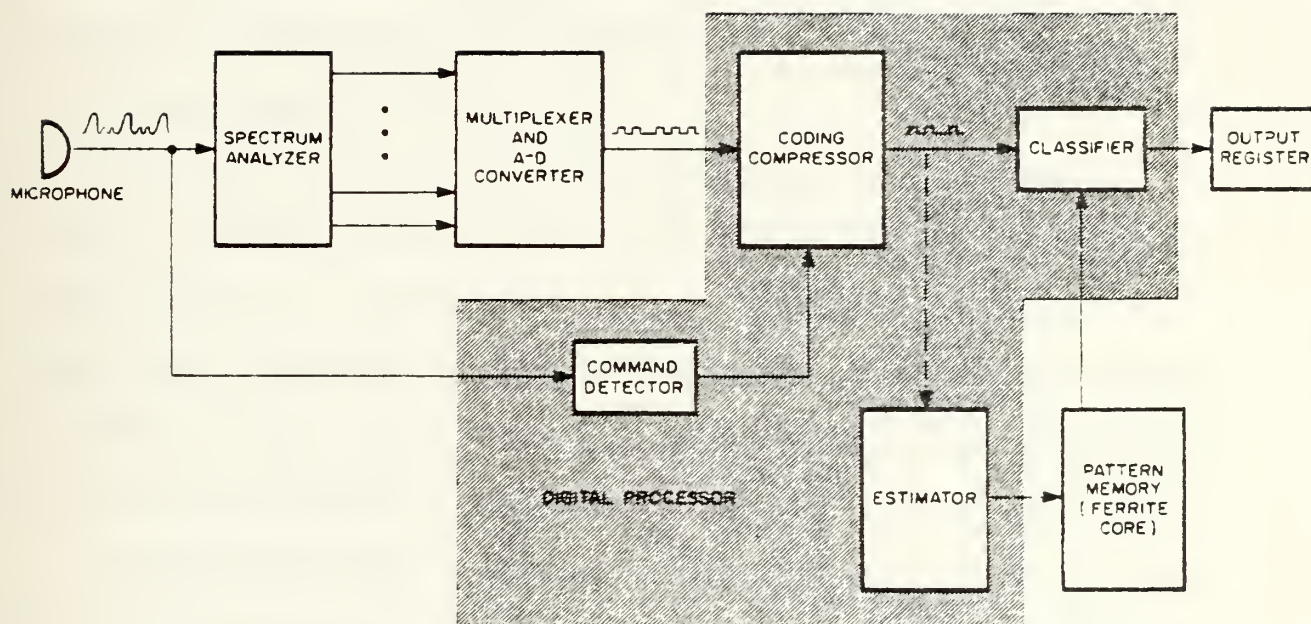 MICROPHONE
SPECTRUM
ANALYZER
MULTIPLEXER
AND
A-D
CONVERTER
CODING
COMPRESSOR
CLASSIFIER
OUTPUT
REGISTER
COMMAND
DETECTOR
DIGITAL PROCESSOR
ESTIMATOR
PATTERN
MEMORY
(FERRITE
CORE)